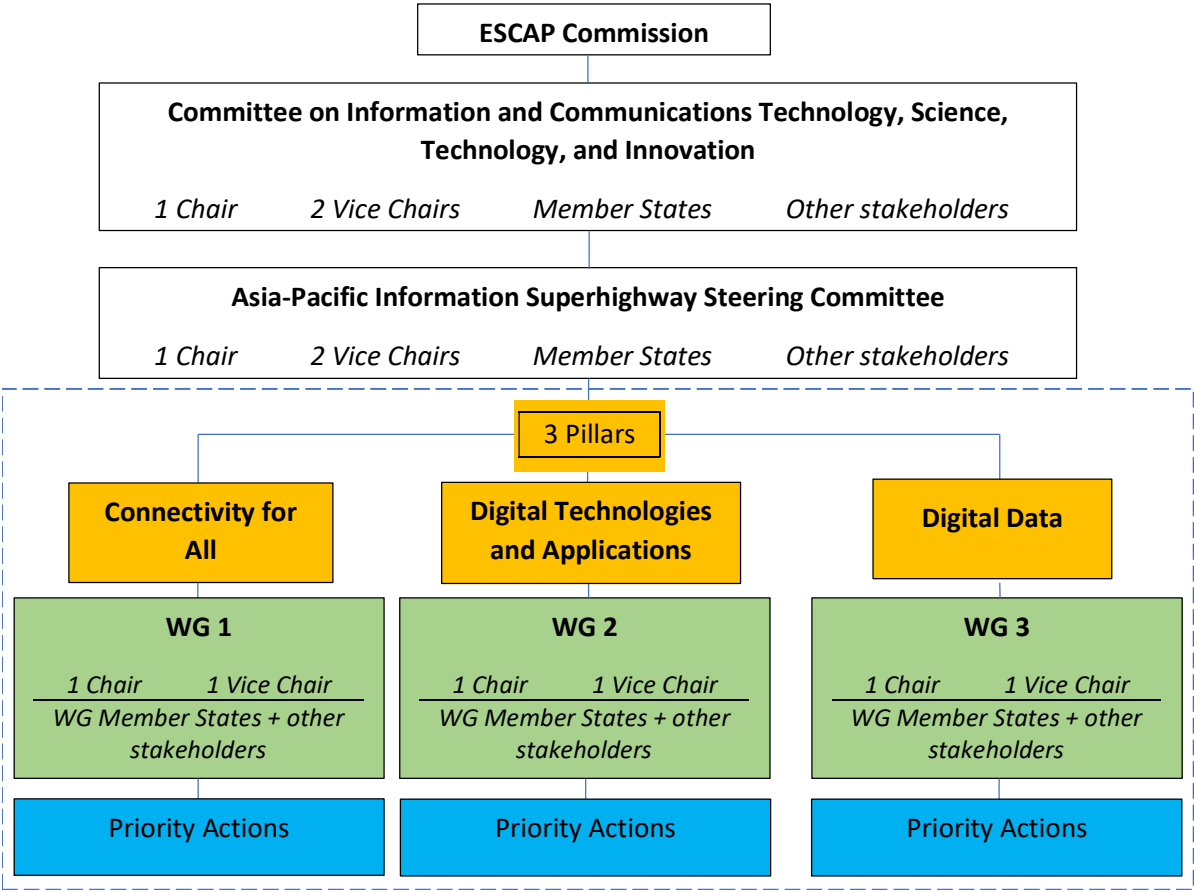 ESCAP Commission
Committee on Information and Communications Technology, Science,
Technology, and Innovation
1 Chair 2 Vice Chairs Member States Other stakeholders
Asia-Pacific Information Superhighway Steering Committee
1 Chair 2 Vice Chairs Member States Other stakeholders
3 Pillars
Connectivity for
All
Digital Technologies
and Applications
Digital Data
WG 1
1 Chair 1 Vice Chair
WG Member States + other
stakeholders
WG 2
1 Chair 1 Vice Chair
WG Member States + other
stakeholders
WG 3
1 Chair 1 Vice Chair
WG Member States + other
stakeholders
Priority Actions
Priority Actions
Priority Actions